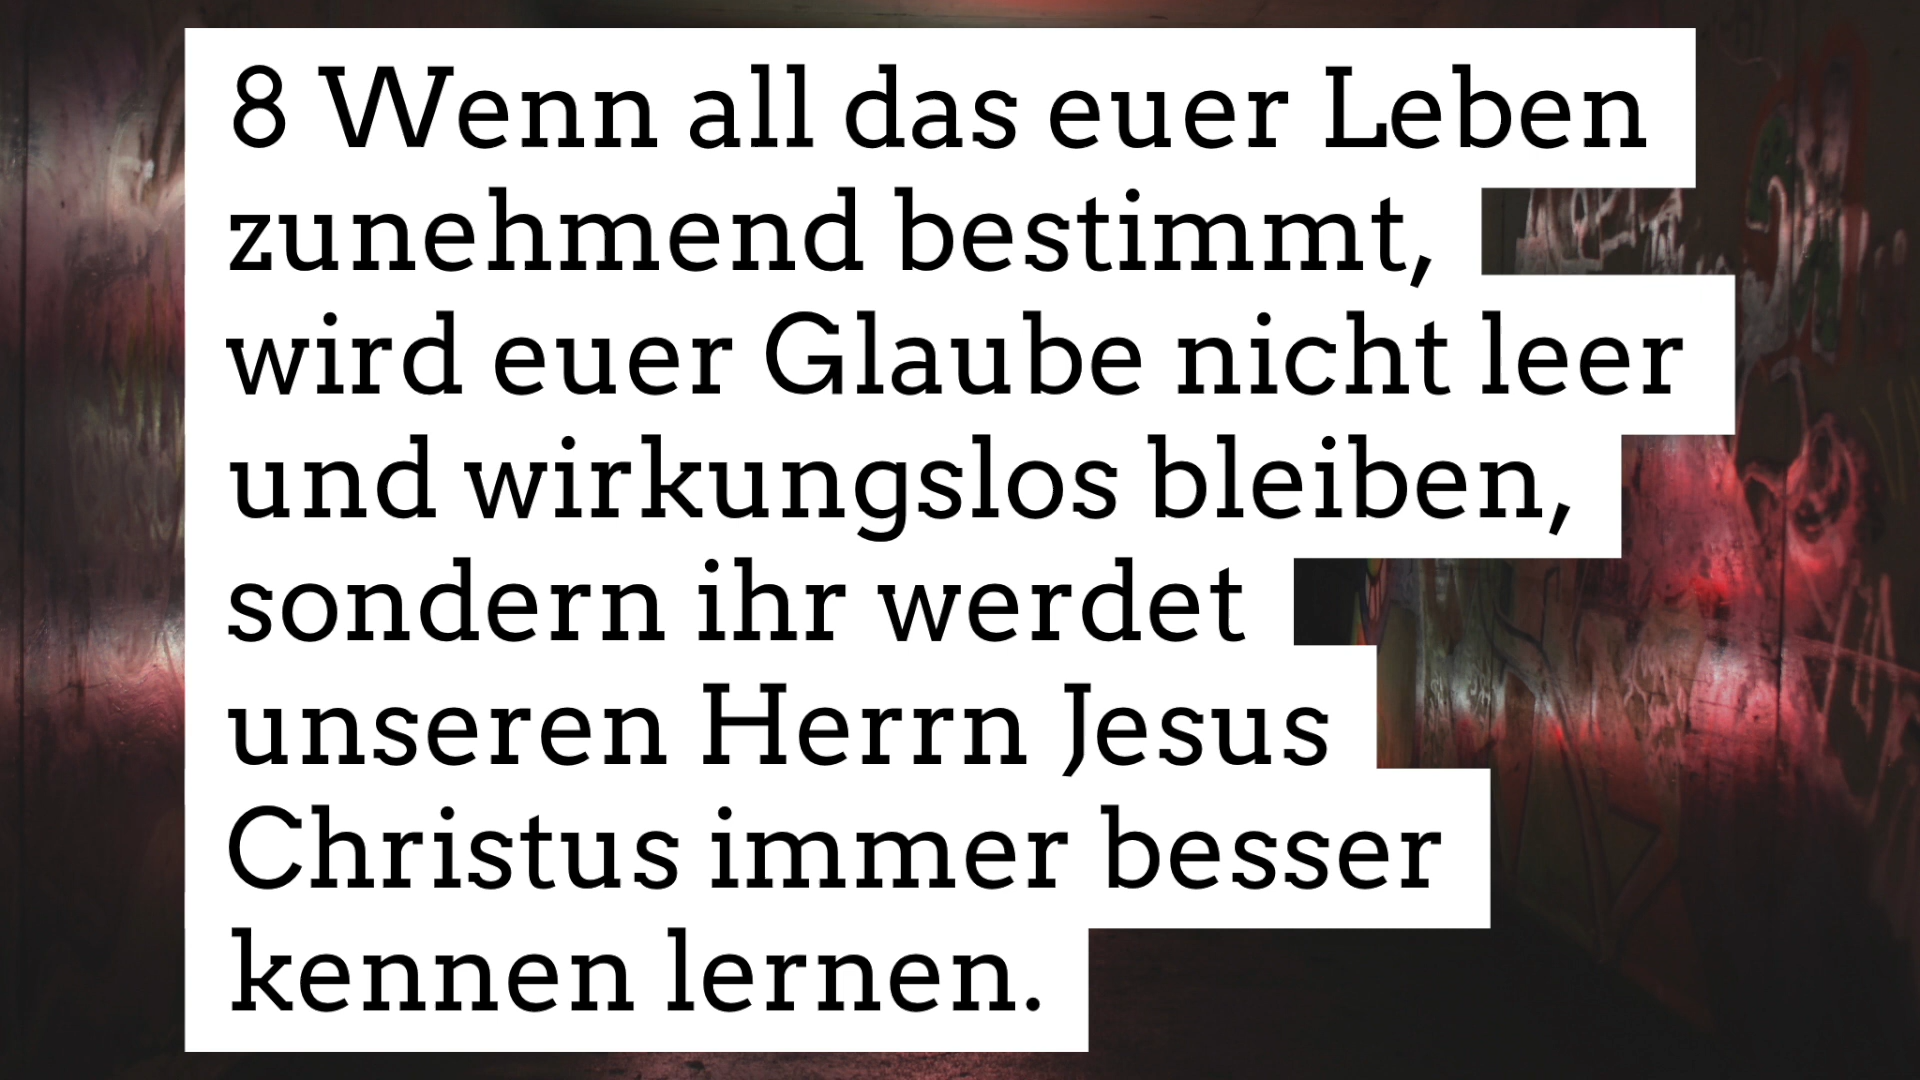 8 Wenn all das euer Leben
zunehmend bestimmt,
wird euer Glaube nicht leer
und wirkungslos bleiben,
sondern ihr werdet
unseren Herrn Jesus
Christus immer besser
kennen lernen.